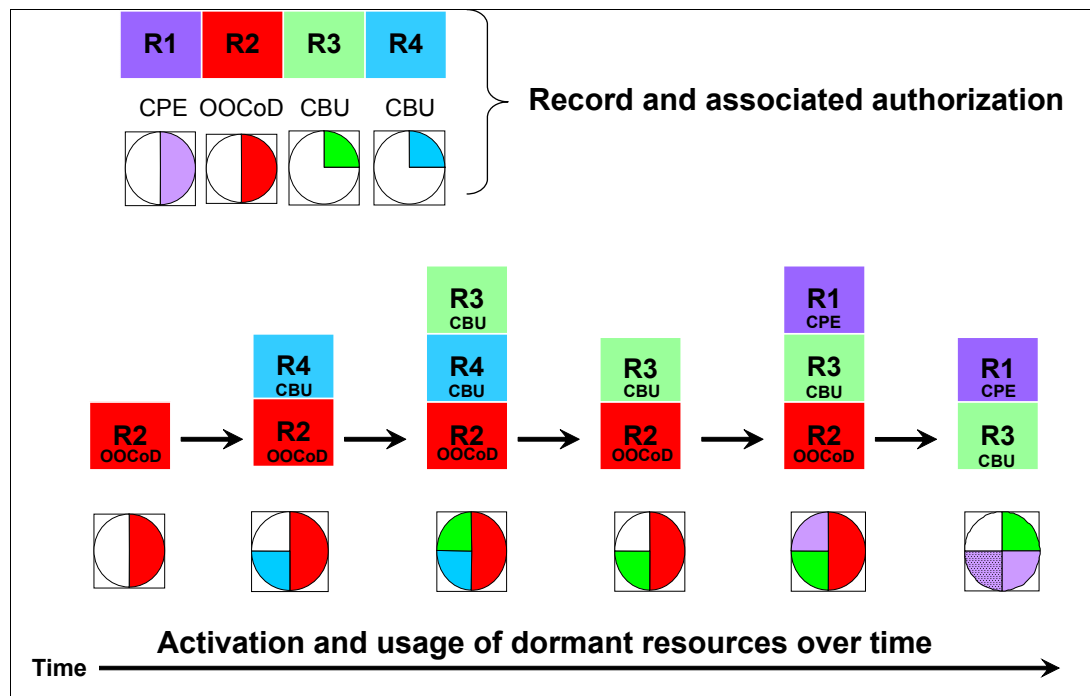 R1 R2 R3 R4
CPE OOCoD CBU CBU
Record and associated authorization
R2
OOCoD
R4
CBU
R2
OOCoD
R3
CBU
R4
CBU
R2
OOCoD
R3
CBU
R2
OOCoD
R1
CPE
R3
CBU
R2
OOCoD
R1
CPE
R3
CBU
Activation and usage of dormant resources over time
Time